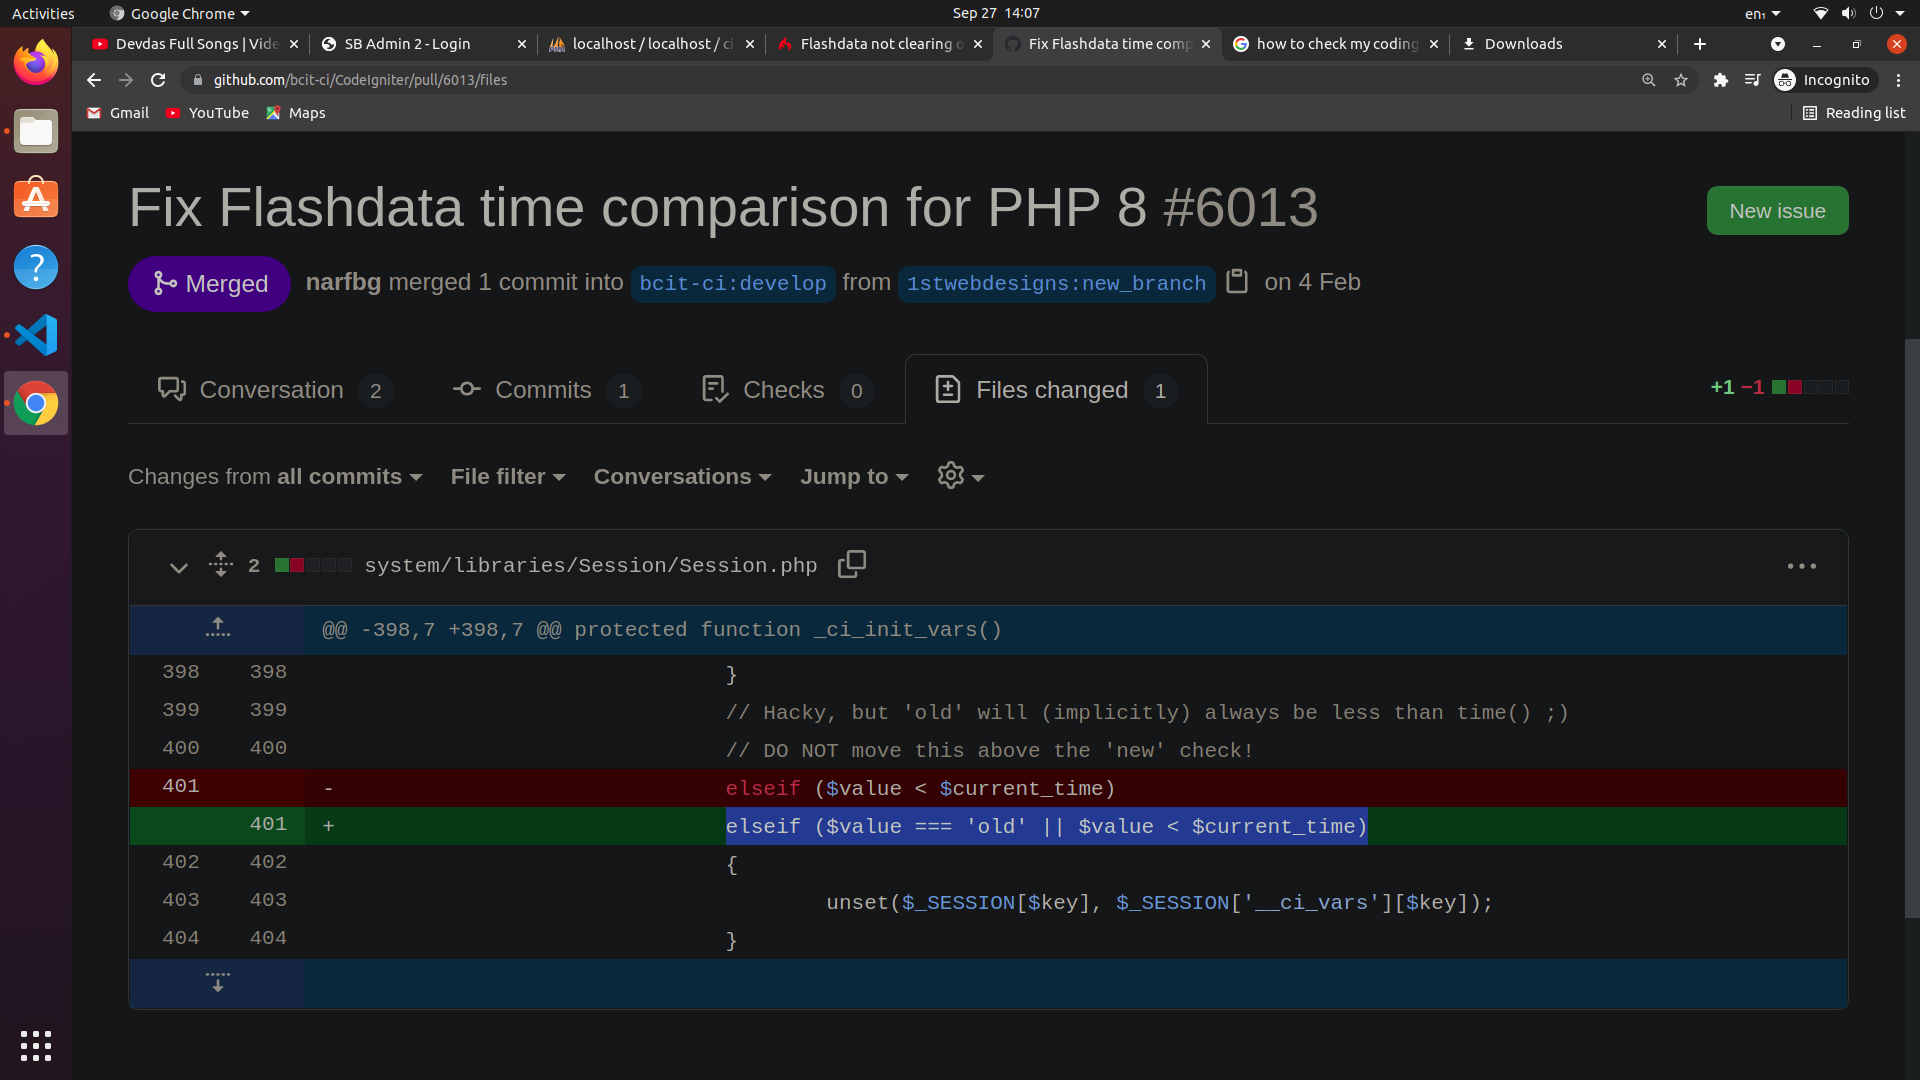 Activities
Google Chrome
Sep 27 14:07
en₁
Devdas Full Songs | Vide
SB Admin 2 - Login
localhost / localhost / ci
Flashdata not clearing o
Fix Flashdata time comp
how to check my coding
Downloads
github.com/bcit-ci/CodeIgniter/pull/6013/files
Incognito
Gmail
YouTube
Maps
Reading list
Fix Flashdata time comparison for PHP 8 #6013
New issue
Merged
narfbg merged 1 commit into bcit-ci:develop from 1stwebdesigns:new_branch on 4 Feb
Conversation 2
Commits 1
Checks 0
Files changed 1
+1 −1
Changes from all commits
File filter
Conversations
Jump to
2 system/libraries/Session/Session.php
@@ -398,7 +398,7 @@ protected function _ci_init_vars()
398 398 }
399 399 // Hacky, but 'old' will (implicitly) always be less than time() ;)
400 400 // DO NOT move this above the 'new' check!
401 - elseif ($value < $current_time)
401 + elseif ($value === 'old' || $value < $current_time)
402 402 {
403 403 unset($_SESSION[$key], $_SESSION['__ci_vars'][$key]);
404 404 }